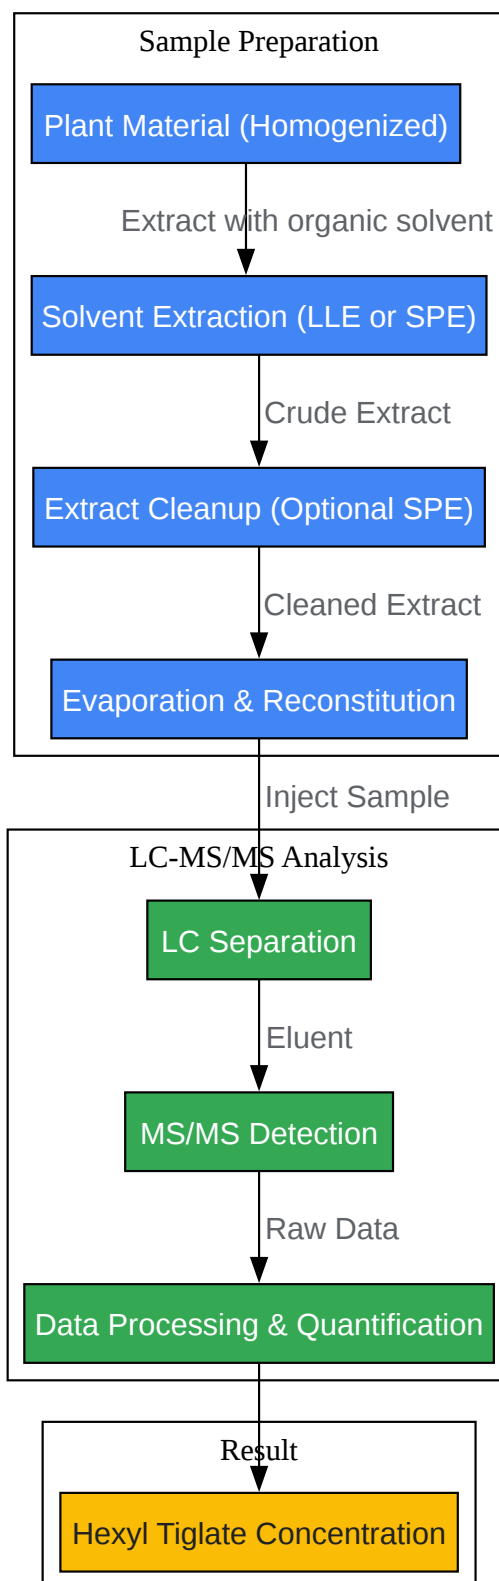 Sample Preparation
Plant Material (Homogenized)
Extract with organic solvent
Solvent Extraction (LLE or SPE)
Crude Extract
Extract Cleanup (Optional SPE)
Cleaned Extract
Evaporation & Reconstitution
Inject Sample
LC-MS/MS Analysis
LC Separation
Eluent
MS/MS Detection
Raw Data
Data Processing & Quantification
Result
Hexyl Tiglate Concentration